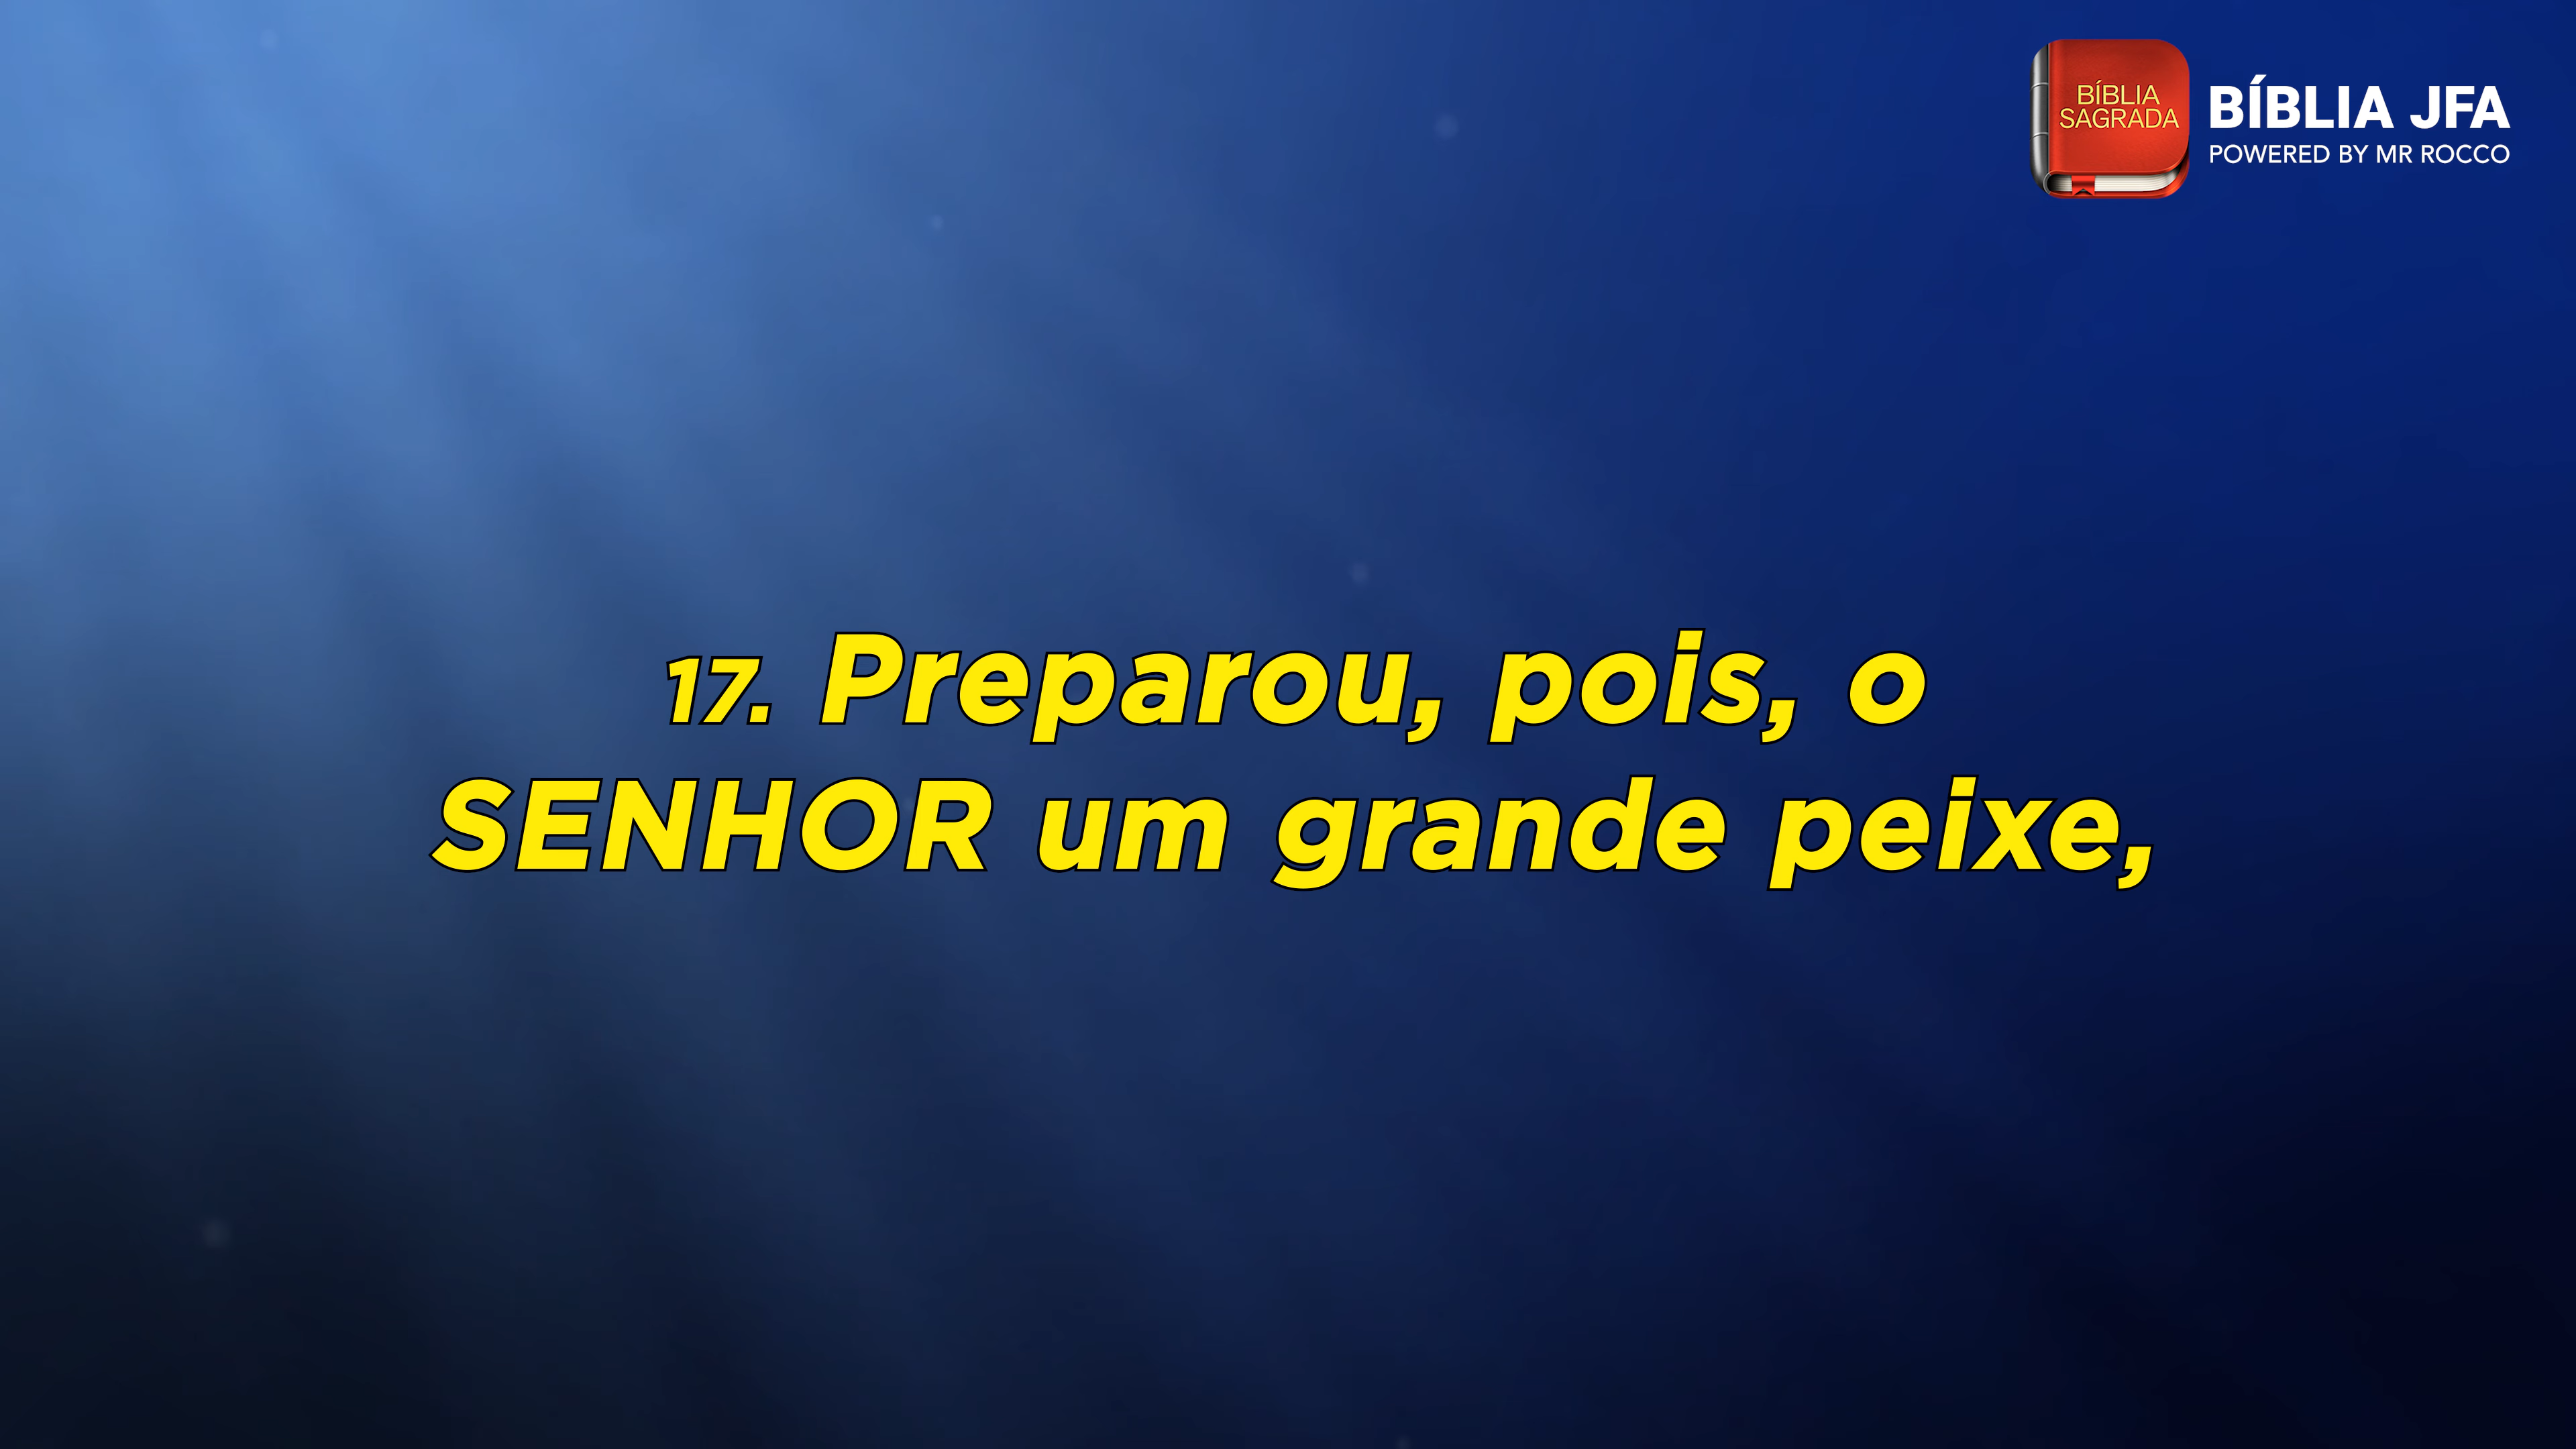 BÍBLIA
SAGRADA
BÍBLIA JFA
POWERED BY MR ROCCO
17. Preparou, pois, o
SENHOR um grande peixe,